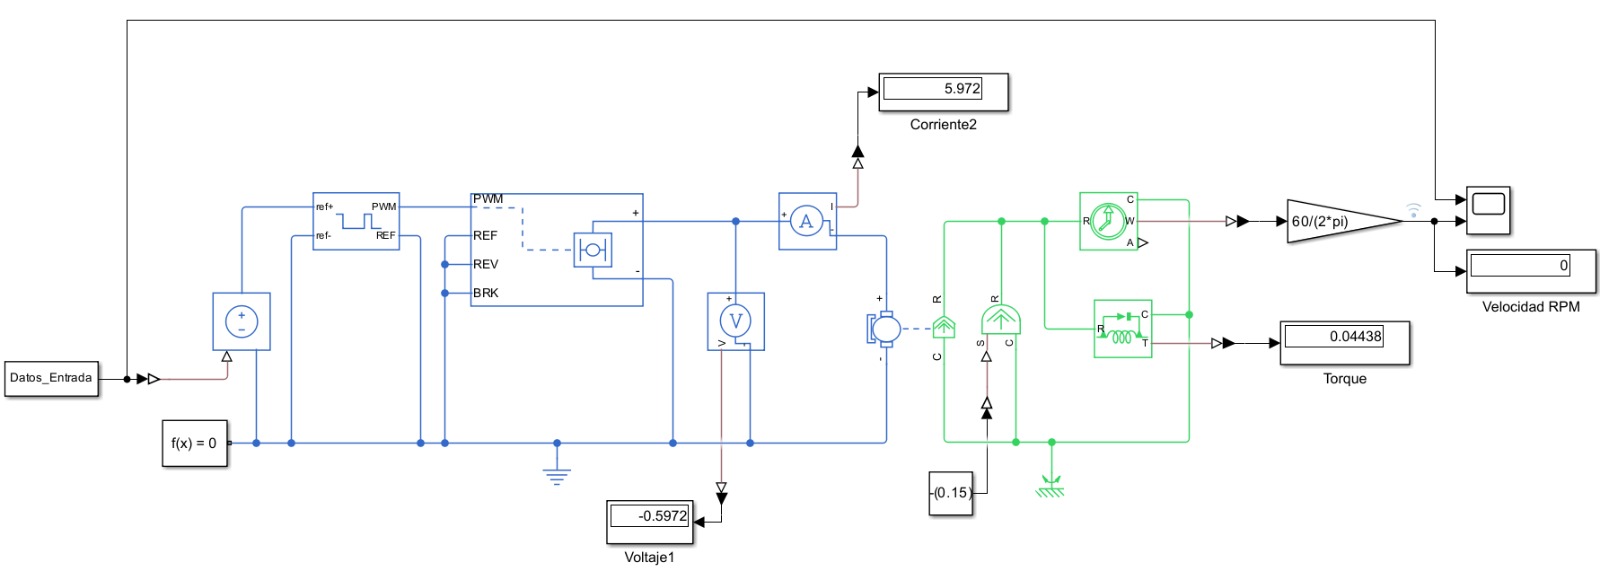 5.972
Corriente2
ref+
PWM
ref-
REF
PWM
REF
REV
BRK
+
-
+
A
I
-
R
C
W
A
60/(2*pi)
0
Velocidad RPM
+
-
+
V
V
-
+
-
R
C
R
S
C
R
C
T
0.04438
Torque
Datos_Entrada
f(x) = 0
-(0.15)
-0.5972
Voltaje1